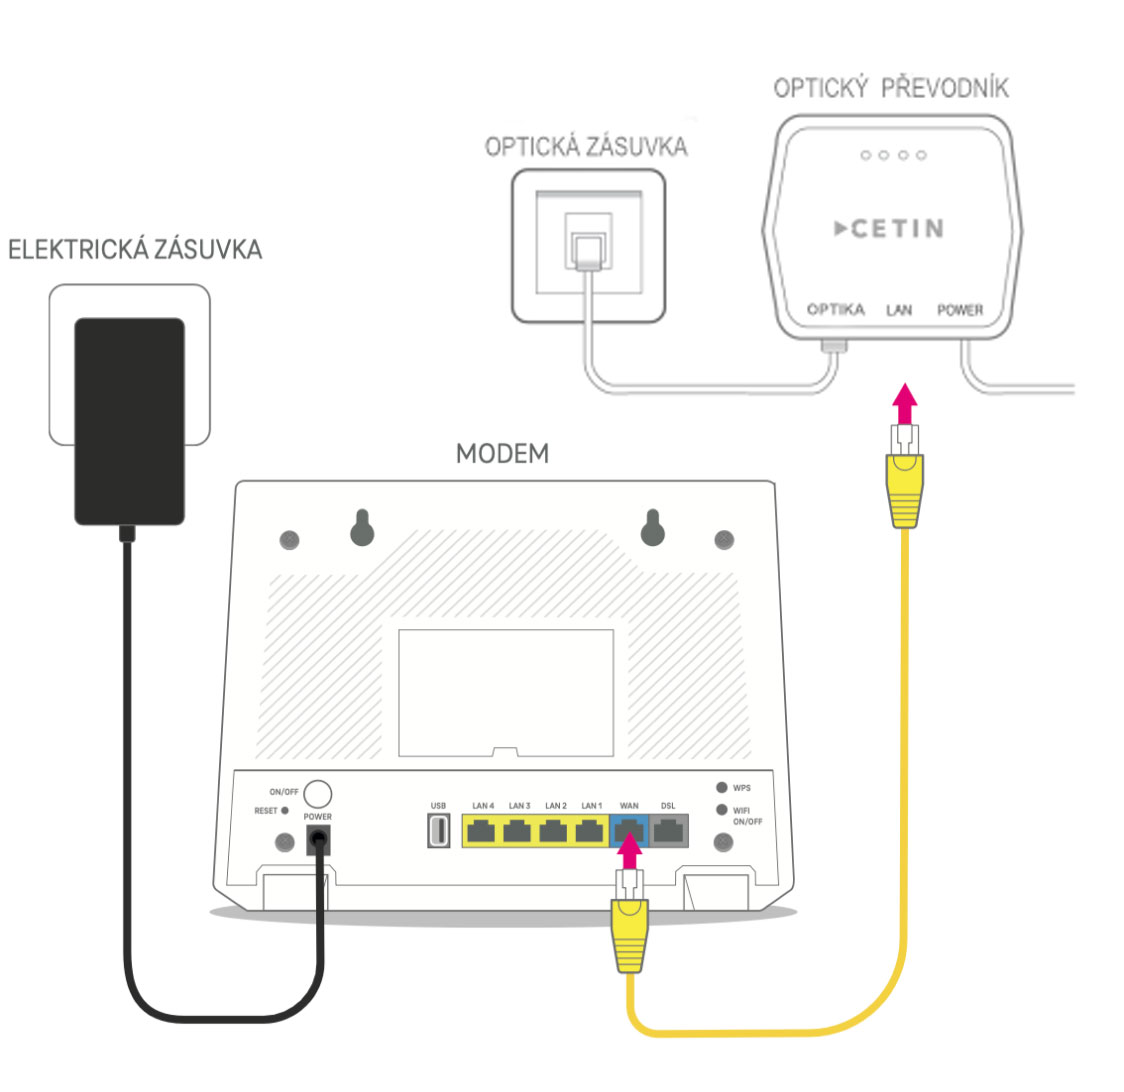 OPTICKÝ PŘEVODNÍK
OPTICKÁ ZÁSUVKA
CETIN
ELEKTRICKÁ ZÁSUVKA
OPTIKA LAN POWER
MODEM
ON/OFF
RESET
POWER
USB LAN 4 LAN 3 LAN 2 LAN 1 WAN DSL
WPS
WIFI
ON/OFF